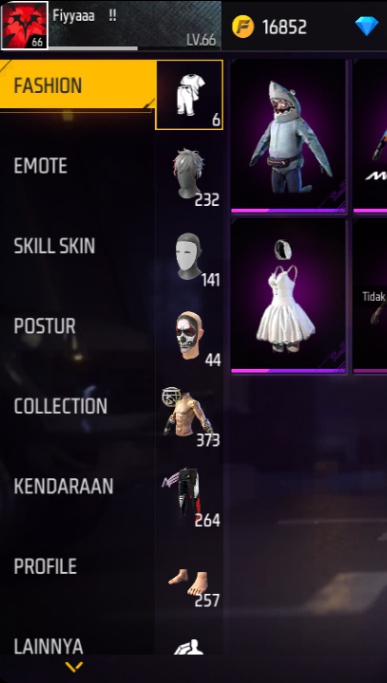 Fiyyaaa !!
66
LV.66
16852
FASHION
6
EMOTE
232
SKILL SKIN
141
POSTUR
44
COLLECTION
373
KENDARAAN
264
PROFILE
257
LAINNYA
Tidak